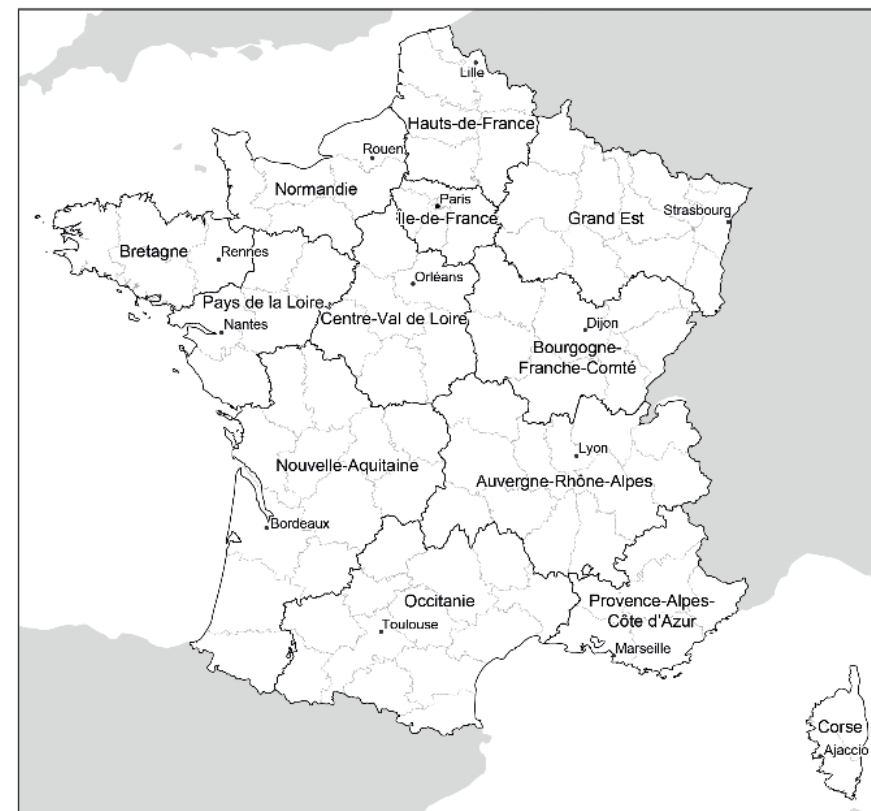 Lille
Hauts-de-France
Rouen
Normandie
Paris
Ile-de-France
Grand Est
Strasbourg
Bretagne
Rennes
Orléans
Pays de la Loire
Nantes
Centre-Val de Loire
Dijon
Bourgogne-
Franche-Comté
Lyon
Nouvelle-Aquitaine
Auvergne-Rhône-Alpes
Bordeaux
Occitanie
Toulouse
Provence-Alpes-
Côte d'Azur
Marseille
Corse
Ajaccio